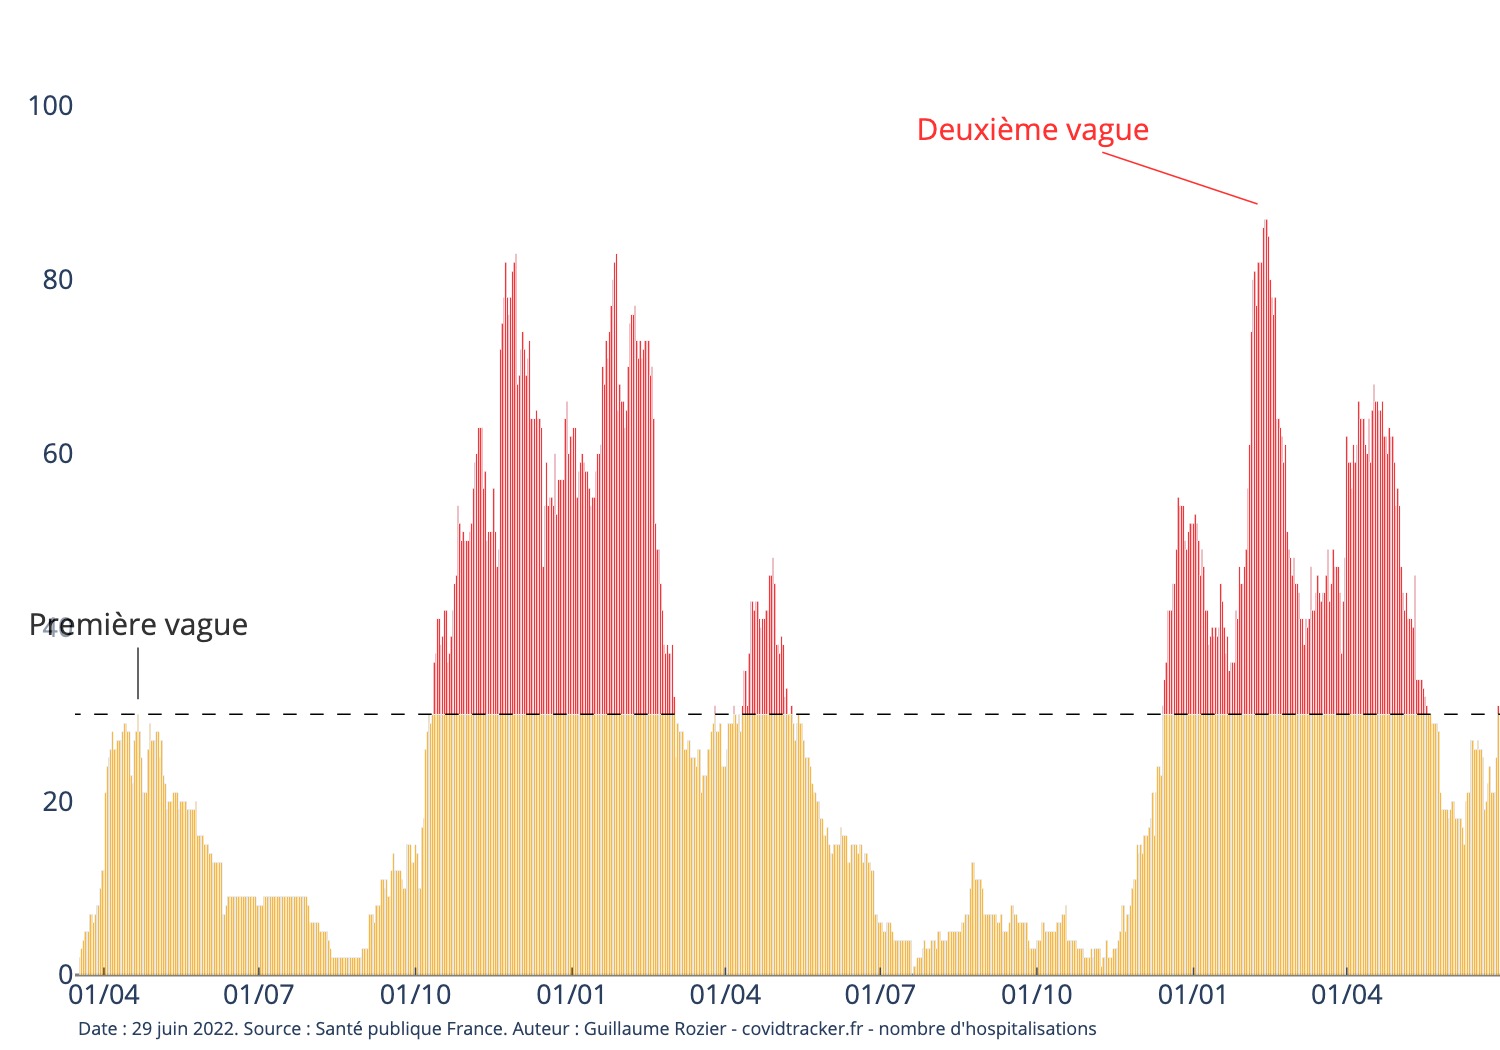 100
Deuxième vague
80
60
Première vague
40
20
0
01/04 01/07 01/10 01/01 01/04 01/07 01/10 01/01 01/04
Date : 29 juin 2022. Source : Santé publique France. Auteur : Guillaume Rozier - covidtracker.fr - nombre d'hospitalisations